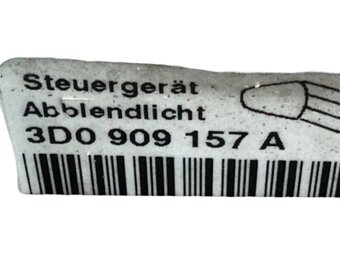 Steuergerät
Abblendlicht
3D0 909 157 A